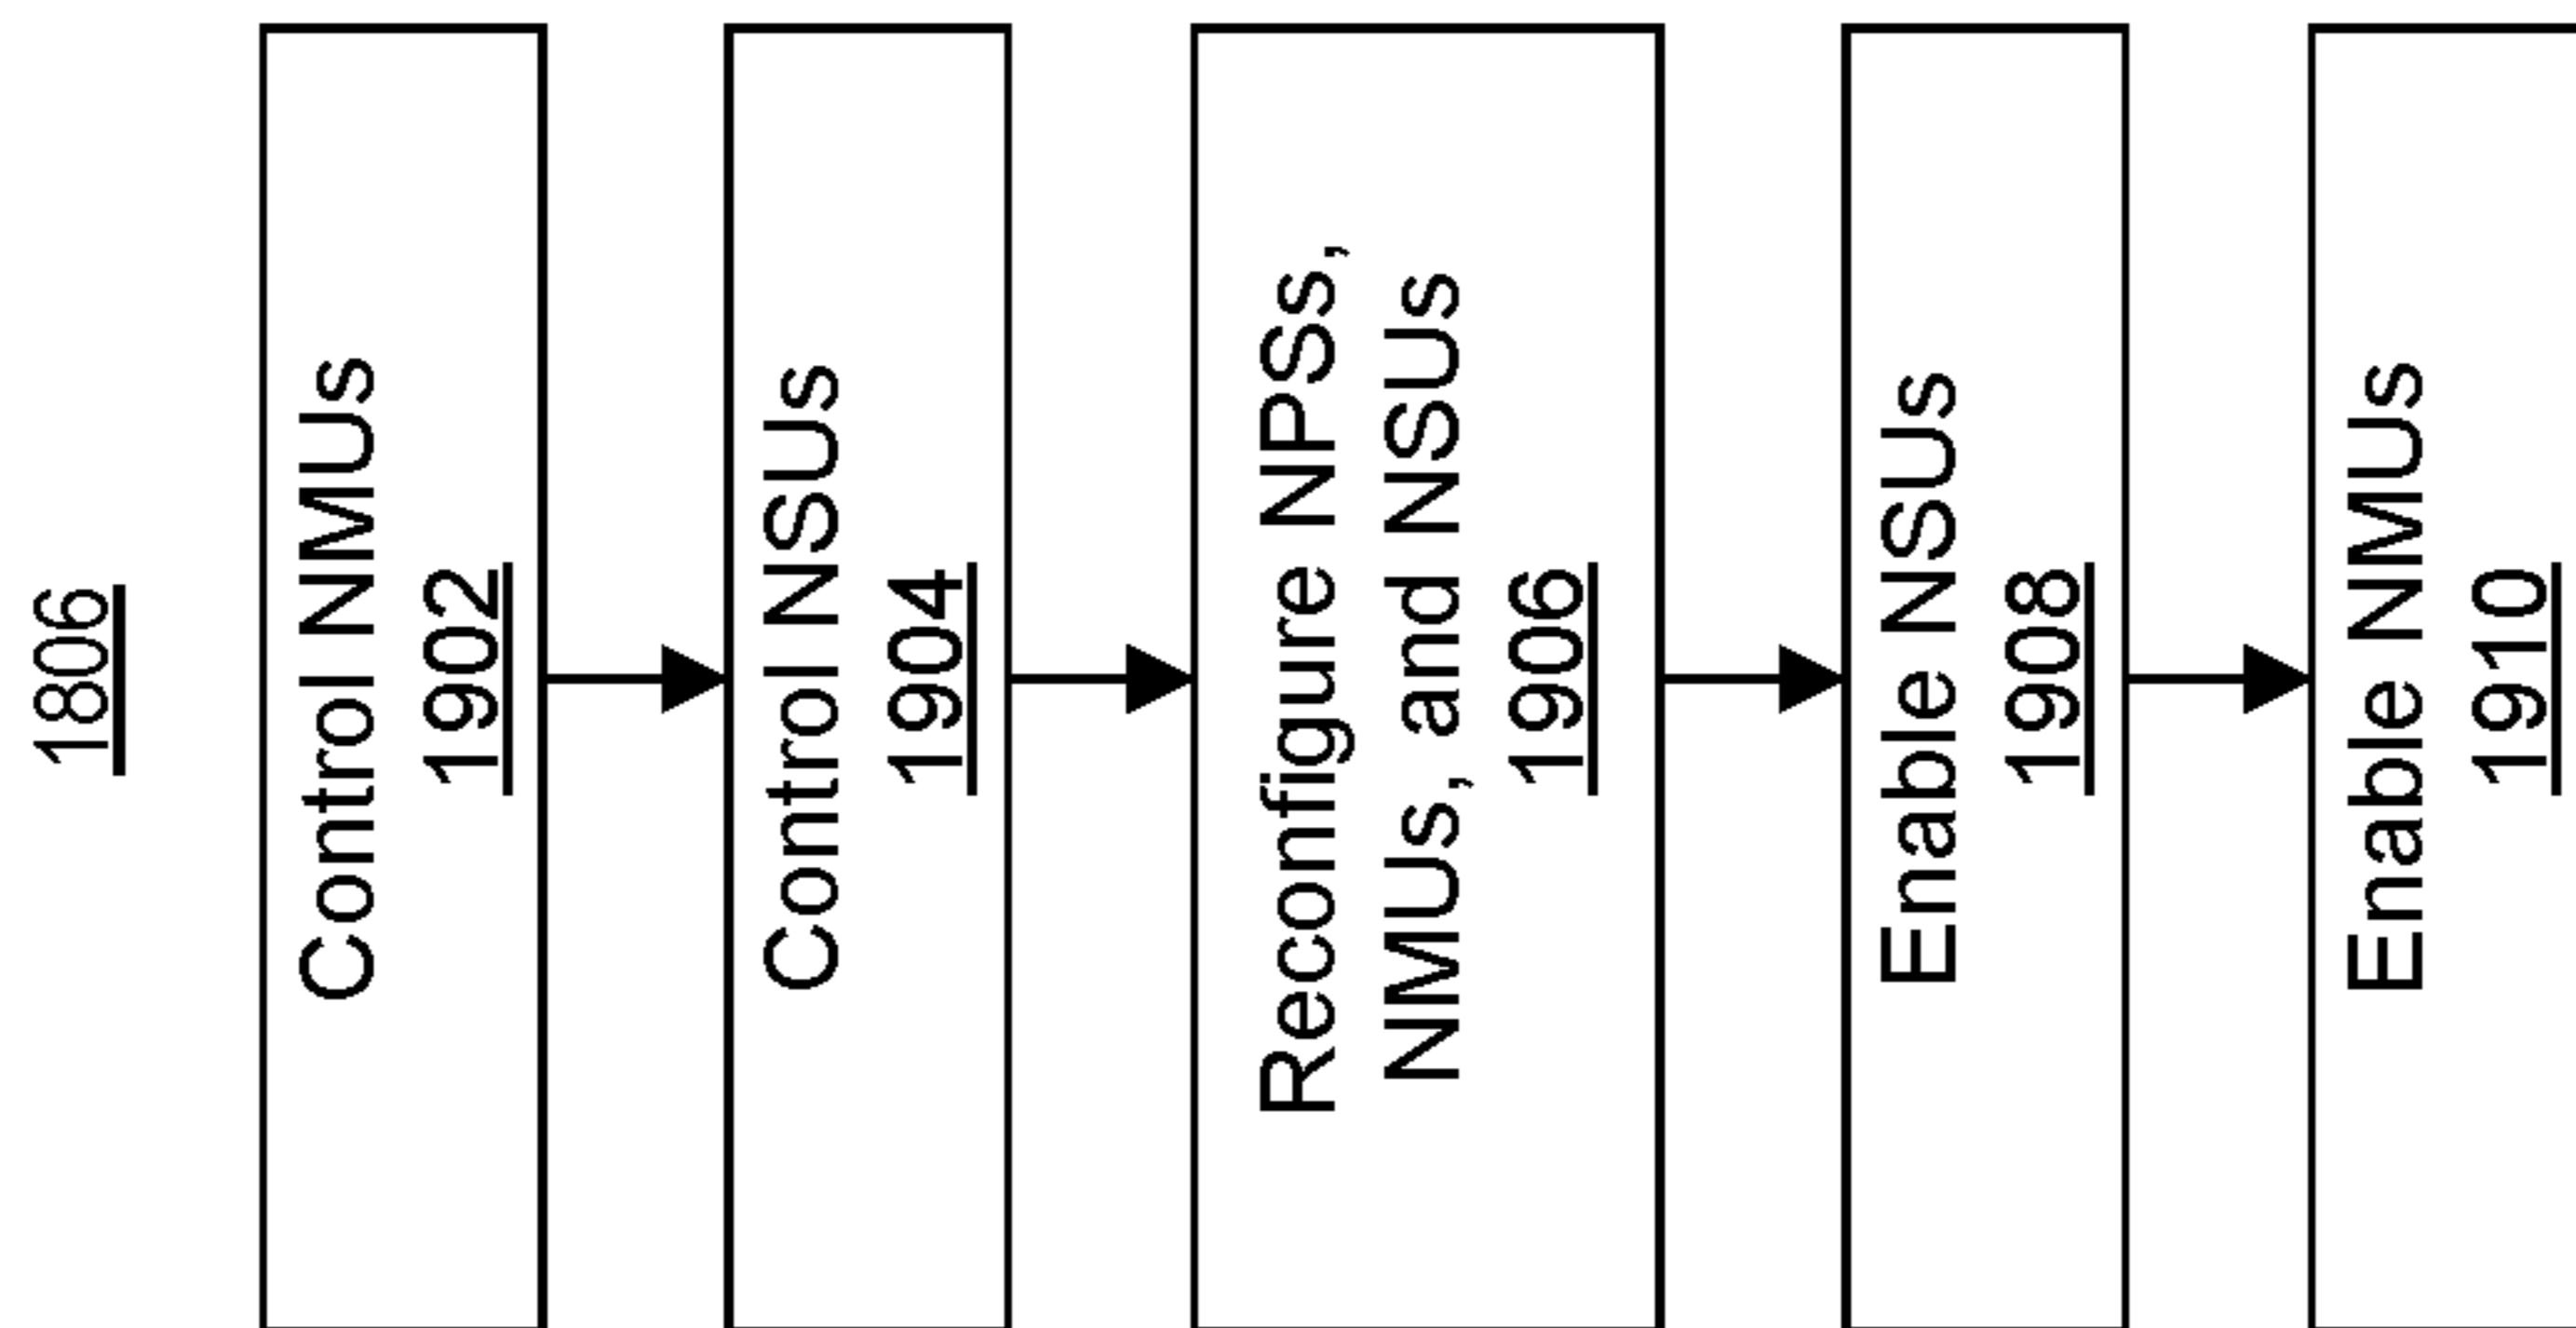 1806
Control NMUs
1902
Control NSUs
1904
Reconfigure NPSs,
NMUs, and NSUs
1906
Enable NSUs
1908
Enable NMUs
1910